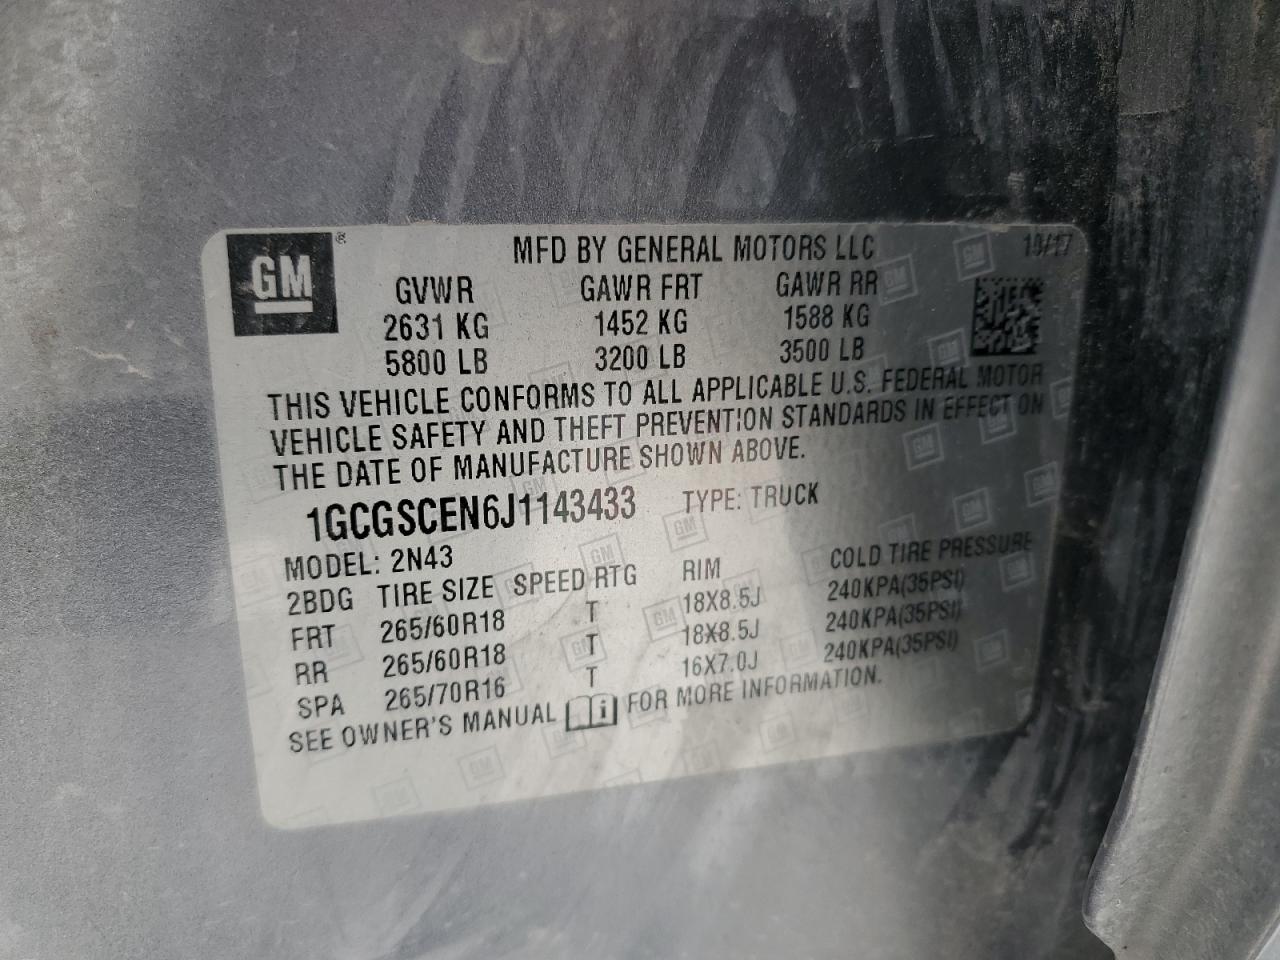 GM ®
MFD BY GENERAL MOTORS LLC 10/17
GVWR GAWR FRT GAWR RR
2631 KG 1452 KG 1588 KG
5800 LB 3200 LB 3500 LB
THIS VEHICLE CONFORMS TO ALL APPLICABLE U.S. FEDERAL MOTOR
VEHICLE SAFETY AND THEFT PREVENTION STANDARDS IN EFFECT ON
THE DATE OF MANUFACTURE SHOWN ABOVE.
1GCGSCEN6J1143433 TYPE: TRUCK
MODEL: 2N43
2BDG TIRE SIZE SPEED RTG RIM COLD TIRE PRESSURE
FRT 265/60R18 T 18X8.5J 240KPA(35PSI)
RR 265/60R18 T 18X8.5J 240KPA(35PSI)
SPA 265/70R16 T 16X7.0J 240KPA(35PSI)
SEE OWNER'S MANUAL i FOR MORE INFORMATION.